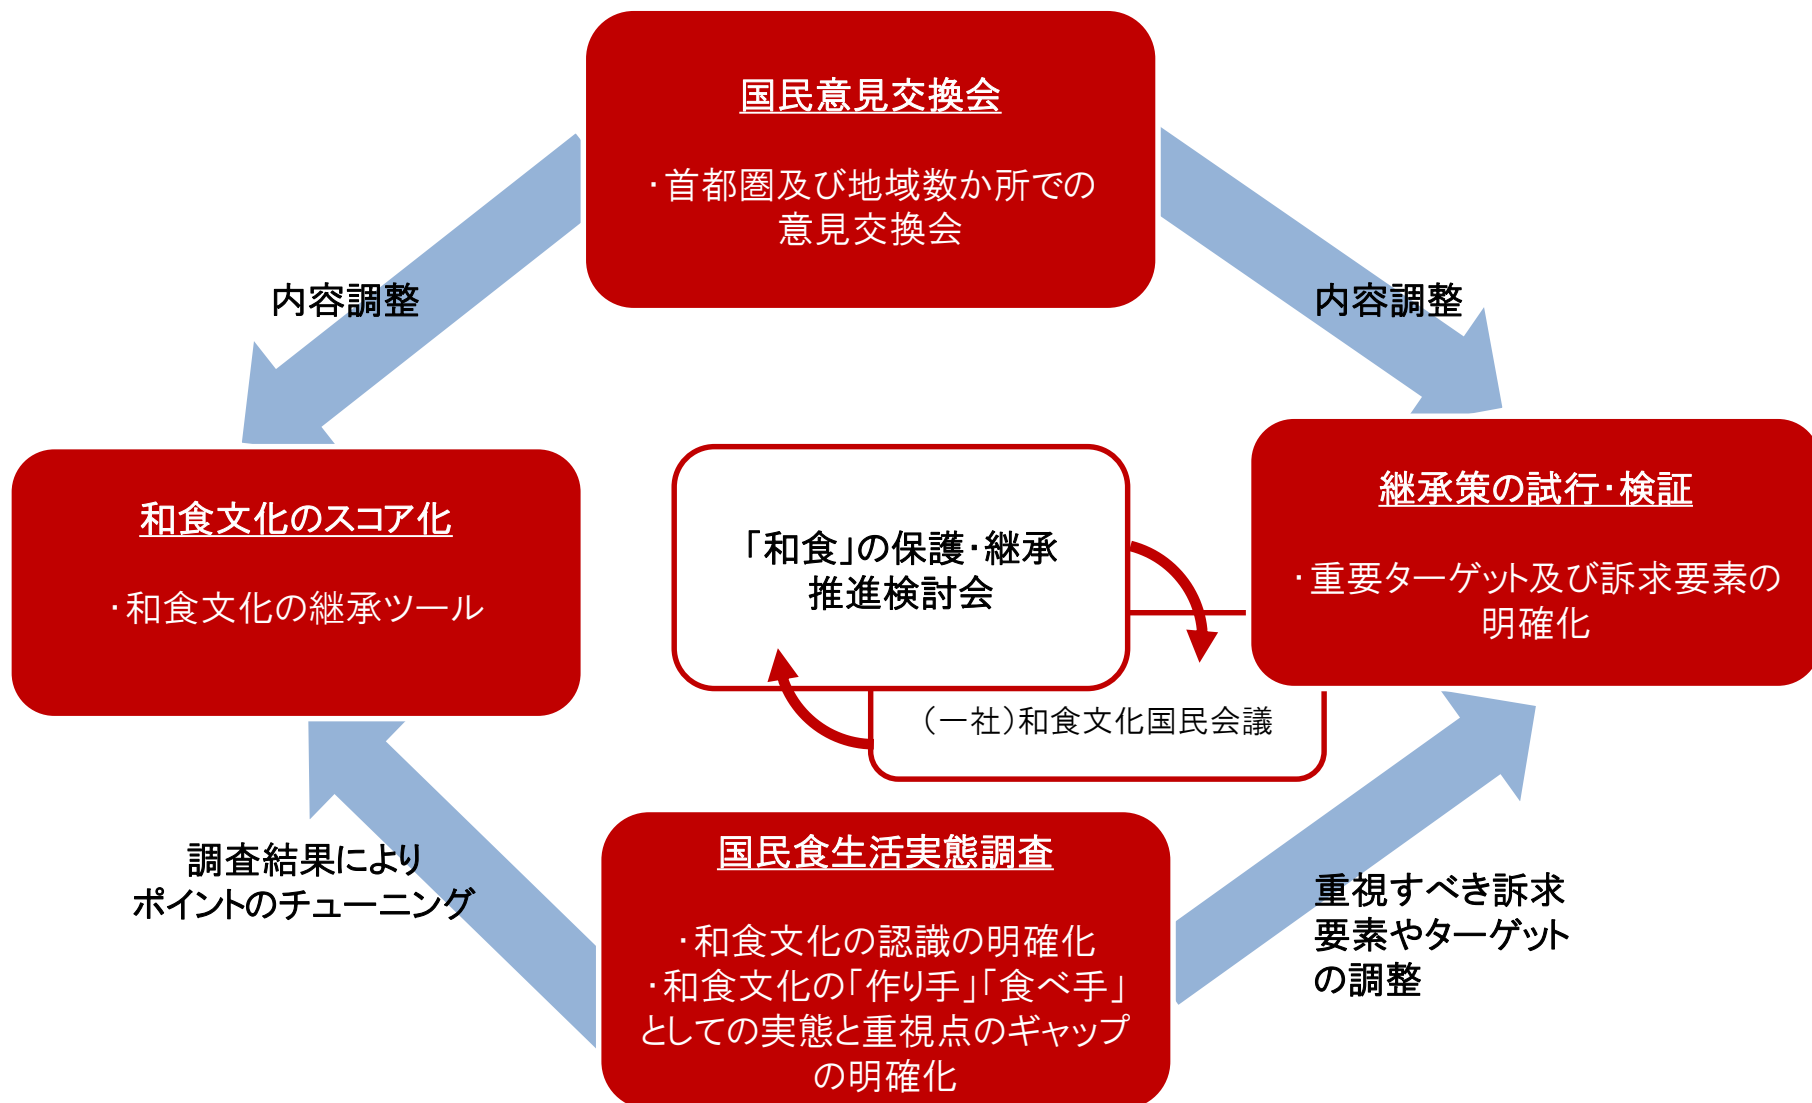 国民意見交換会
・首都圏及び地域数か所での
意見交換会
内容調整
内容調整
和食文化のスコア化
・和食文化の継承ツール
「和食」の保護・継承
推進検討会
継承策の試行・検証
・重要ターゲット及び訴求要素の
明確化
（一社）和食文化国民会議
調査結果により
ポイントのチューニング
国民食生活実態調査
・和食文化の認識の明確化
・和食文化の「作り手」「食べ手」
としての実態と重視点のギャップ
の明確化
重視すべき訴求
要素やターゲット
の調整